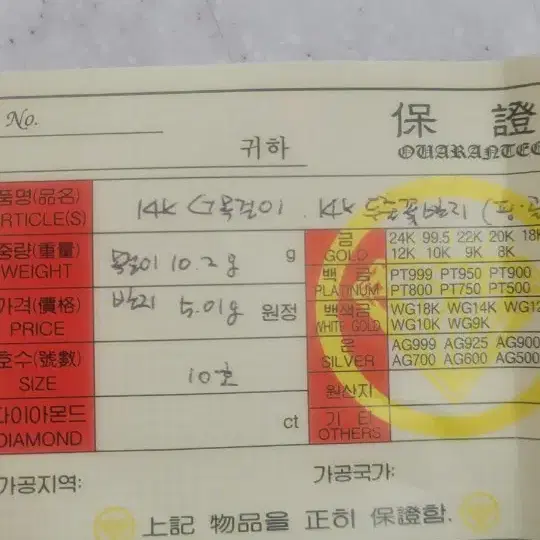 No.
保 證
귀하
GUARANTEE
품명(品名)
ARTICLE(S)
14K 목걸이. 14K 꽃반지
중량(重量)
WEIGHT
목걸이 10.2g g
가격(價格)
PRICE
반지 5.01g 원정
호수(號數)
SIZE
10호
다이아몬드
DIAMOND
ct
금
GOLD
24K 99.5 22K 20K 18K
12K 10K 9K 8K
백 금
PLATINUM
PT999 PT950 PT900
PT800 PT750 PT500
백색금
WHITE GOLD
WG18K WG14K WG12
WG10K WG9K
은
SILVER
AG999 AG925 AG900
AG700 AG600 AG500
원산지
기 타
OTHERS
가공지역:
가공국가:
上記 物品을 正히 保證함.